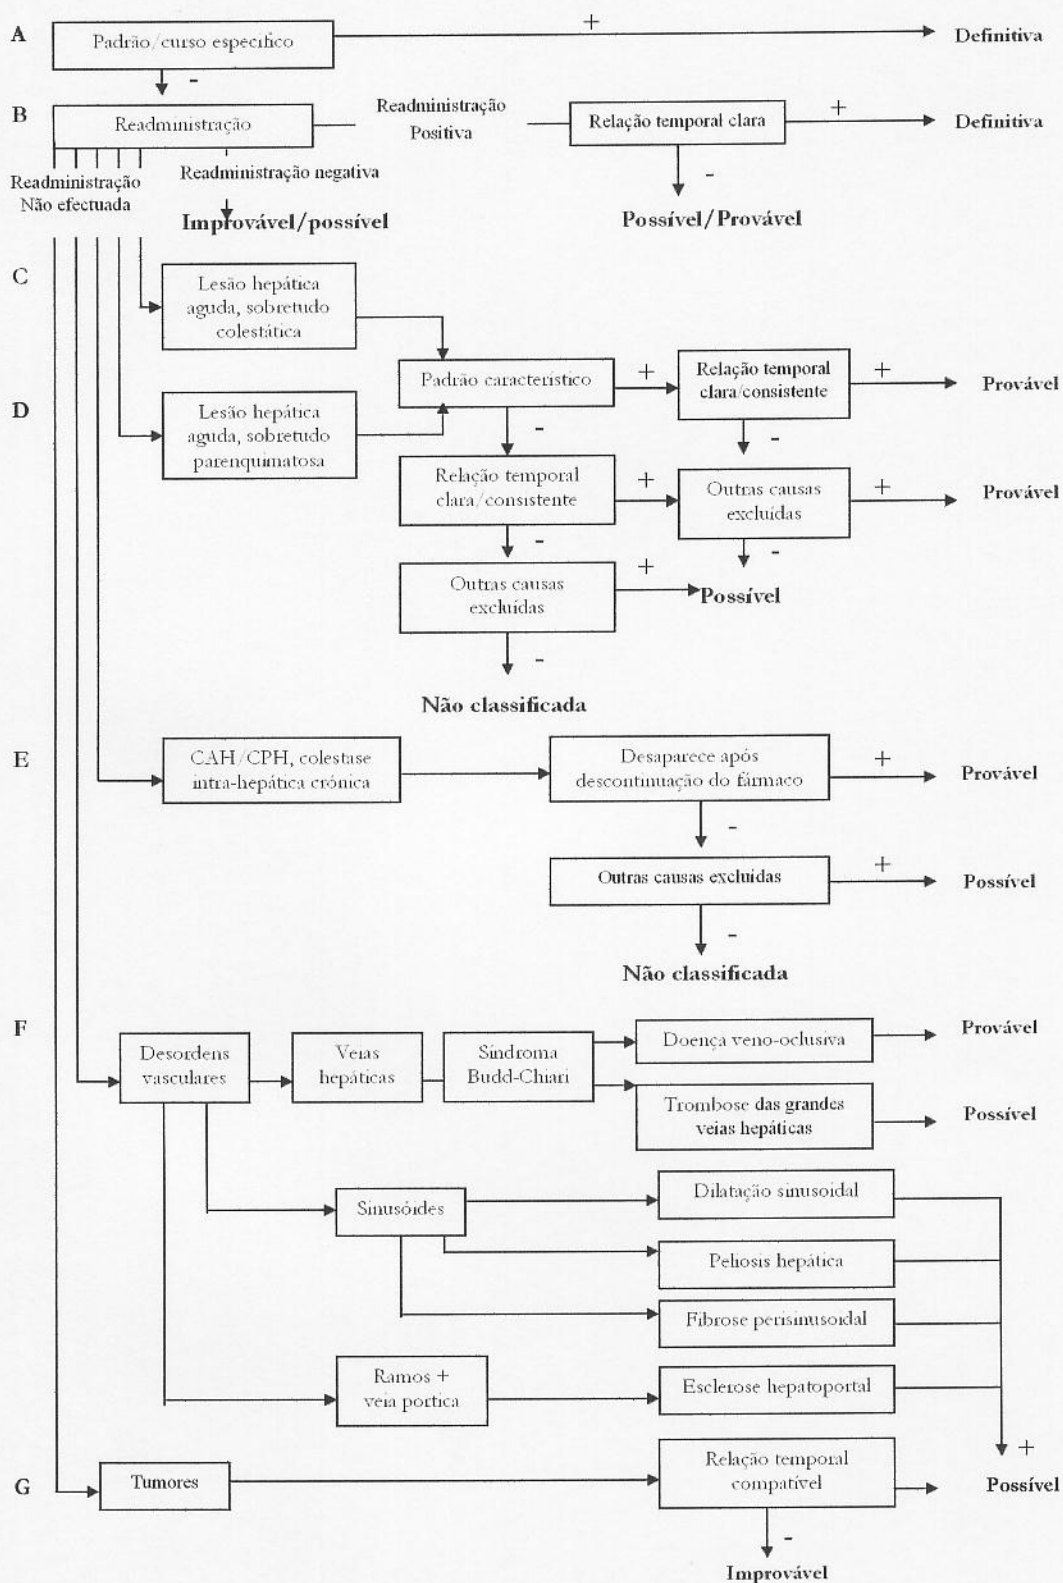 A
Padrão/curso específico
+
Definitiva
-
B
Readministração
Readministração
Positiva
Relação temporal clara
+
Definitiva
Readministração
Não efectuada
Readministração negativa
-
Improvável/possível
Possível/Provável
C
Lesão hepática
aguda, sobretudo
colestática
Padrão característico
+
Relação temporal
clara/consistente
+
Provável
D
Lesão hepática
aguda, sobretudo
parenquimatosa
-
-
Relação temporal
clara/consistente
+
Outras causas
excluídas
+
Provável
-
-
Outras causas
excluídas
+
Possível
-
Não classificada
E
CAH/CPH, colestase
intra-hepática crónica
Desaparece após
descontinuação do fármaco
+
Provável
-
Outras causas excluídas
+
Possível
-
Não classificada
F
Desordens
vasculares
Veias
hepáticas
Síndroma
Budd-Chiari
Doença veno-oclusiva
Provável
Trombose das grandes
veias hepáticas
Possível
Sinusóides
Dilatação sinusoidal
Peliosis hepática
Fibrose perisinusoidal
Ramos +
veia portica
Esclerose hepatoportal
+
G
Tumores
Relação temporal
compatível
Possível
-
Improvável